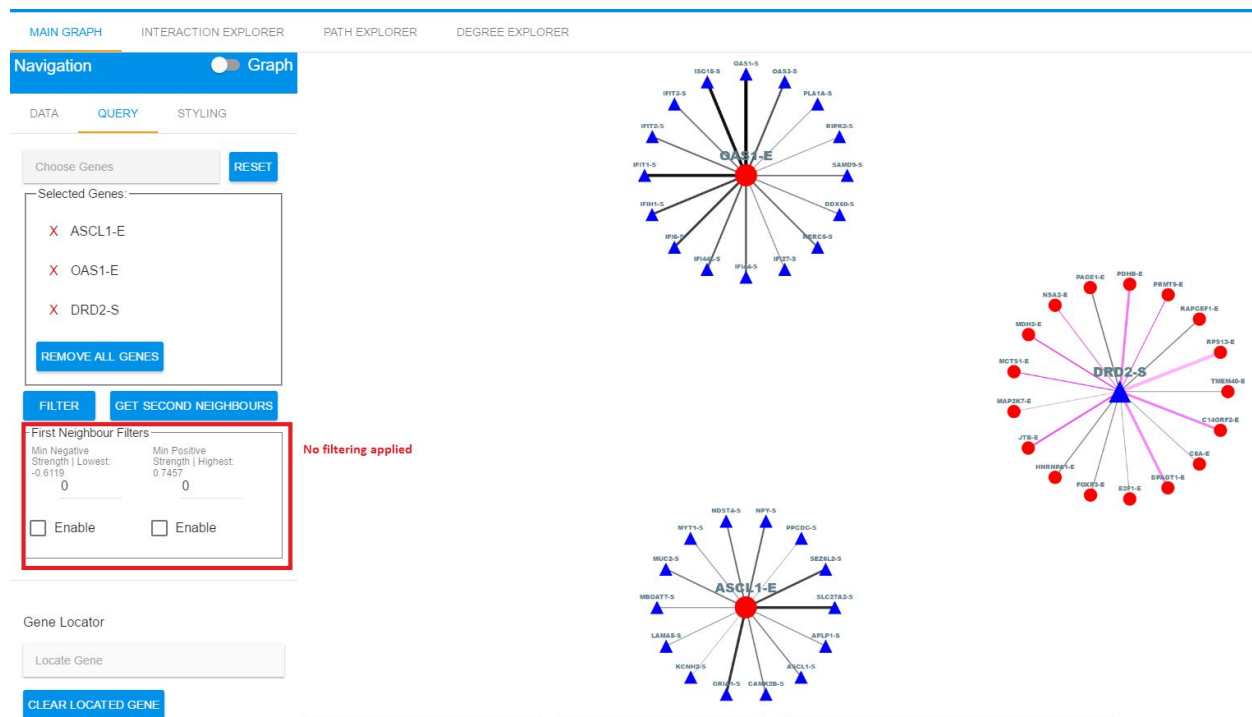 MAIN GRAPH
INTERACTION EXPLORER
PATH EXPLORER
DEGREE EXPLORER
Navigation
Graph
DATA
QUERY
STYLING
Choose Genes
RESET
Selected Genes:
X ASCL1-E
X OAS1-E
X DRD2-S
REMOVE ALL GENES
FILTER
GET SECOND NEIGHBOURS
First Neighbour Filters
Min Negative
Strength | Lowest:
-0.6119
0
Min Positive
Strength | Highest:
0.7457
0
Enable
Enable
No filtering applied
Gene Locator
Locate Gene
CLEAR LOCATED GENE
OAS1-S
ISG15-S
OAS3-S
IFIT3-S
PLA1A-S
IFIT2-S
RIPK2-S
OAS1-E
IFIT1-S
SAMD9-S
IFIH1-S
DDX60-S
IFI6-S
HERC6-S
IFI44L-S
IFI44-S
IFI27-S
PDHB-E
PAGE1-E
PRMT5-E
NSA2-E
RAPGEF1-E
MDH2-E
RPS13-E
MCTS1-E
DRD2-S
TMEM40-E
MAP2K7-E
C14ORF2-E
JTB-E
C8A-E
HNRNPA1-E
DPAGT1-E
FOXR3-E
E2F1-E
NDST4-S
NPY-S
MYT1-S
PPCDC-S
MUC2-S
SEZ6L2-S
ASCL1-E
MBOAT7-S
SLC27A2-S
LAMA5-S
APLP1-S
KCNH2-S
ASCL1-S
GRIA1-S
CAMK2B-S